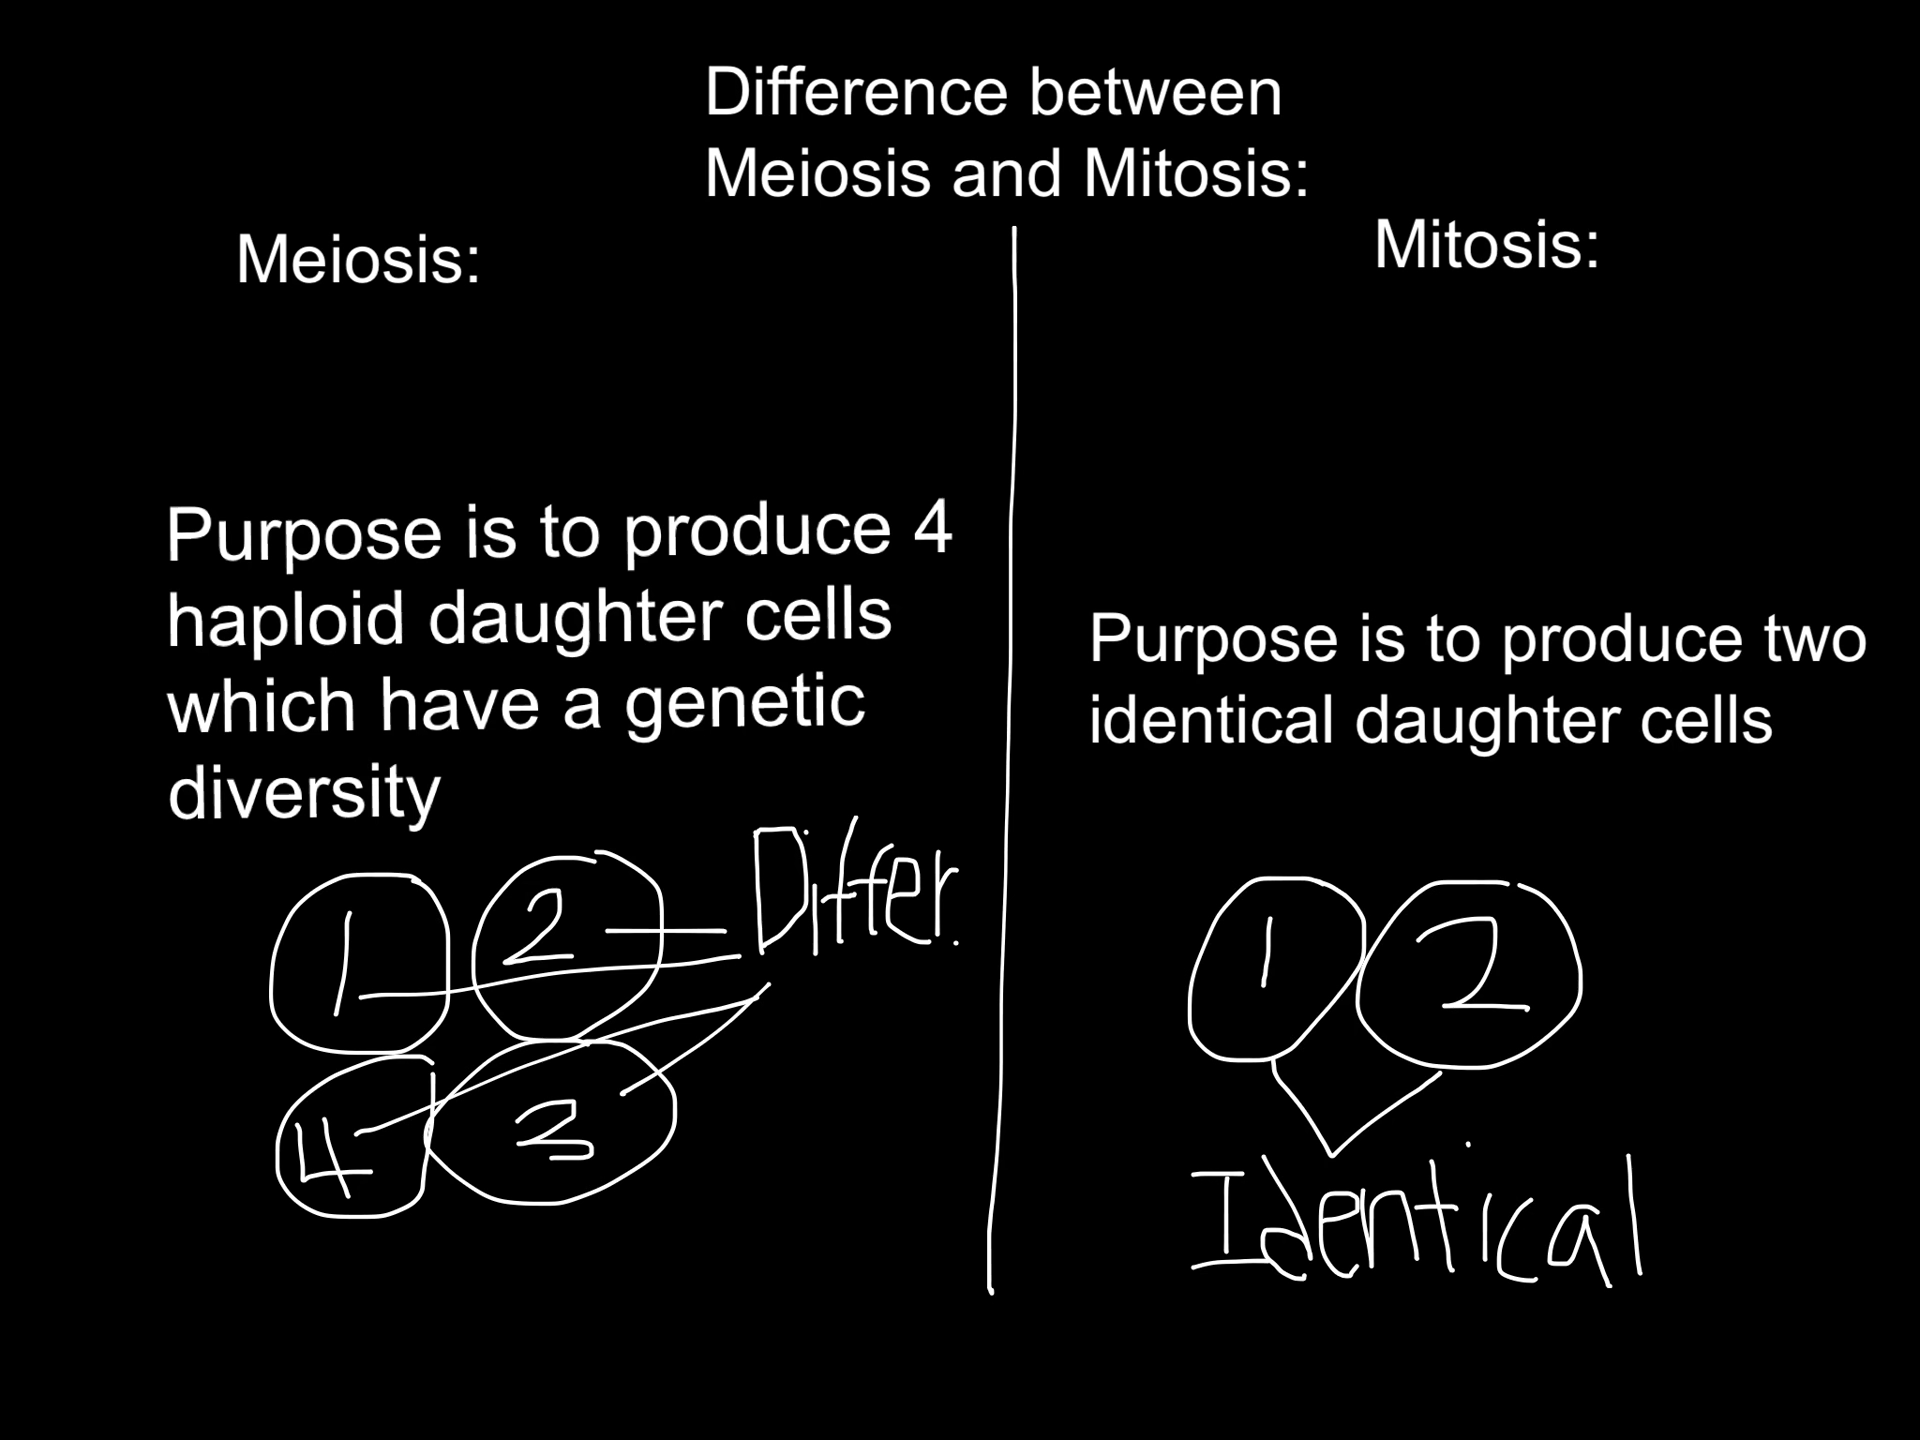 Difference between
Meiosis and Mitosis:
Meiosis:
Purpose is to produce 4
haploid daughter cells
which have a genetic
diversity
1 2 Differ.
4 3
Mitosis:
Purpose is to produce two
identical daughter cells
1 2
Identical